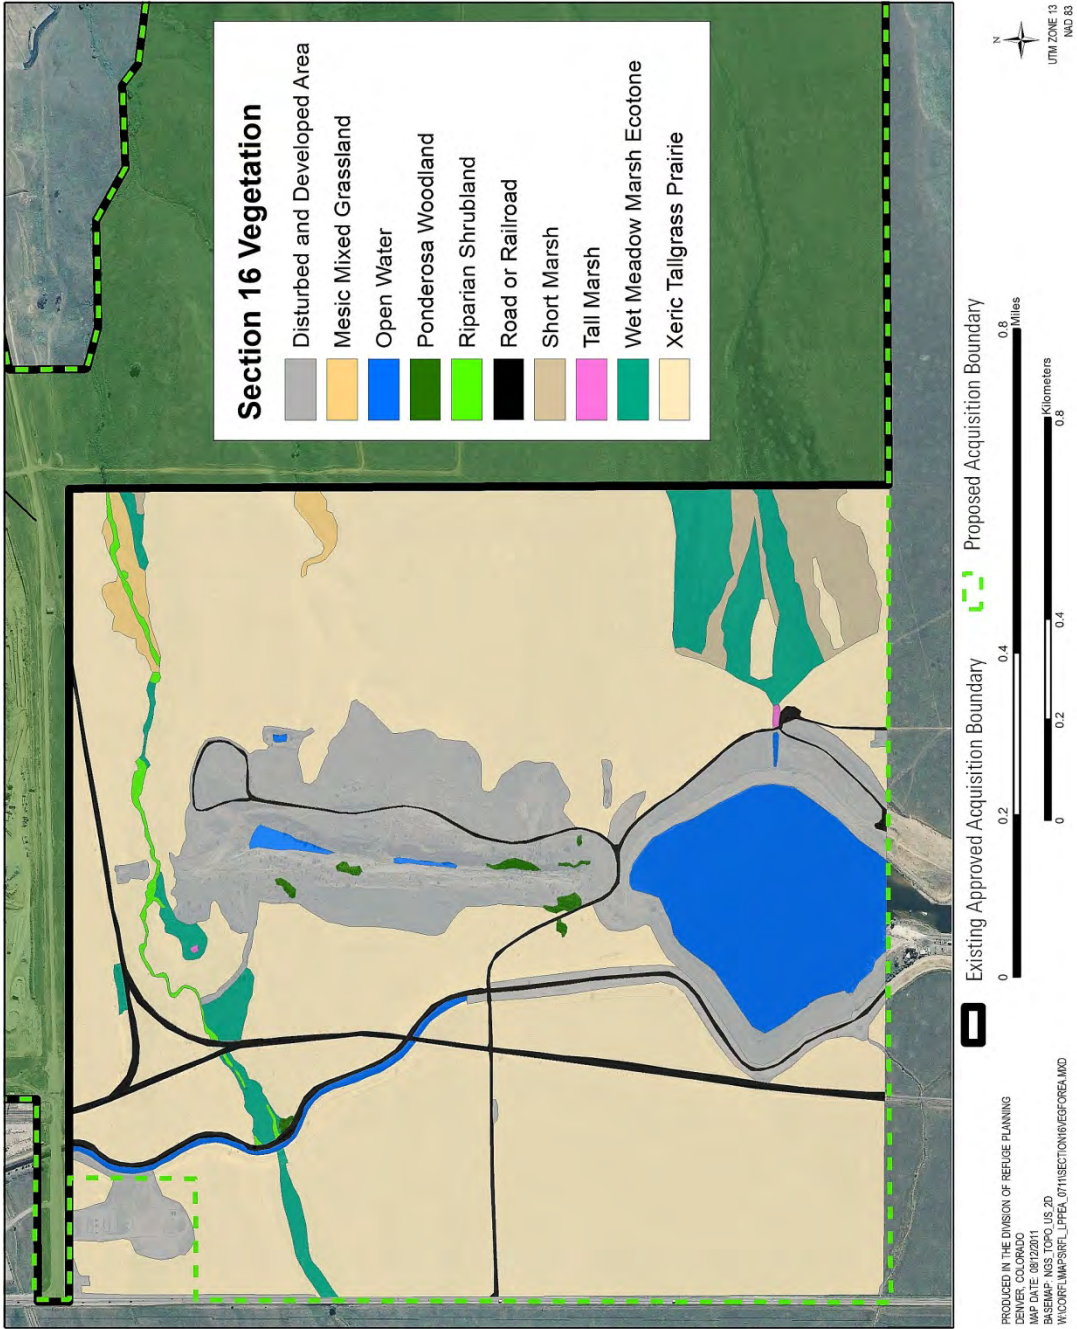 Section 16 Vegetation
Disturbed and Developed Area
Mesic Mixed Grassland
Open Water
Ponderosa Woodland
Riparian Shrubland
Road or Railroad
Short Marsh
Tall Marsh
Wet Meadow Marsh Ecotone
Xeric Tallgrass Prairie
Existing Approved Acquisition Boundary
Proposed Acquisition Boundary
0 0.2 0.4 0.8
Miles
0 0.2 0.4 0.8
Kilometers
N
UTM ZONE 13
NAD 83
PRODUCED IN THE DIVISION OF REFUGE PLANNING
DENVER, COLORADO
MAP DATE: 08/12/2011
BASEMAP: NGS_TOPO_US_2D